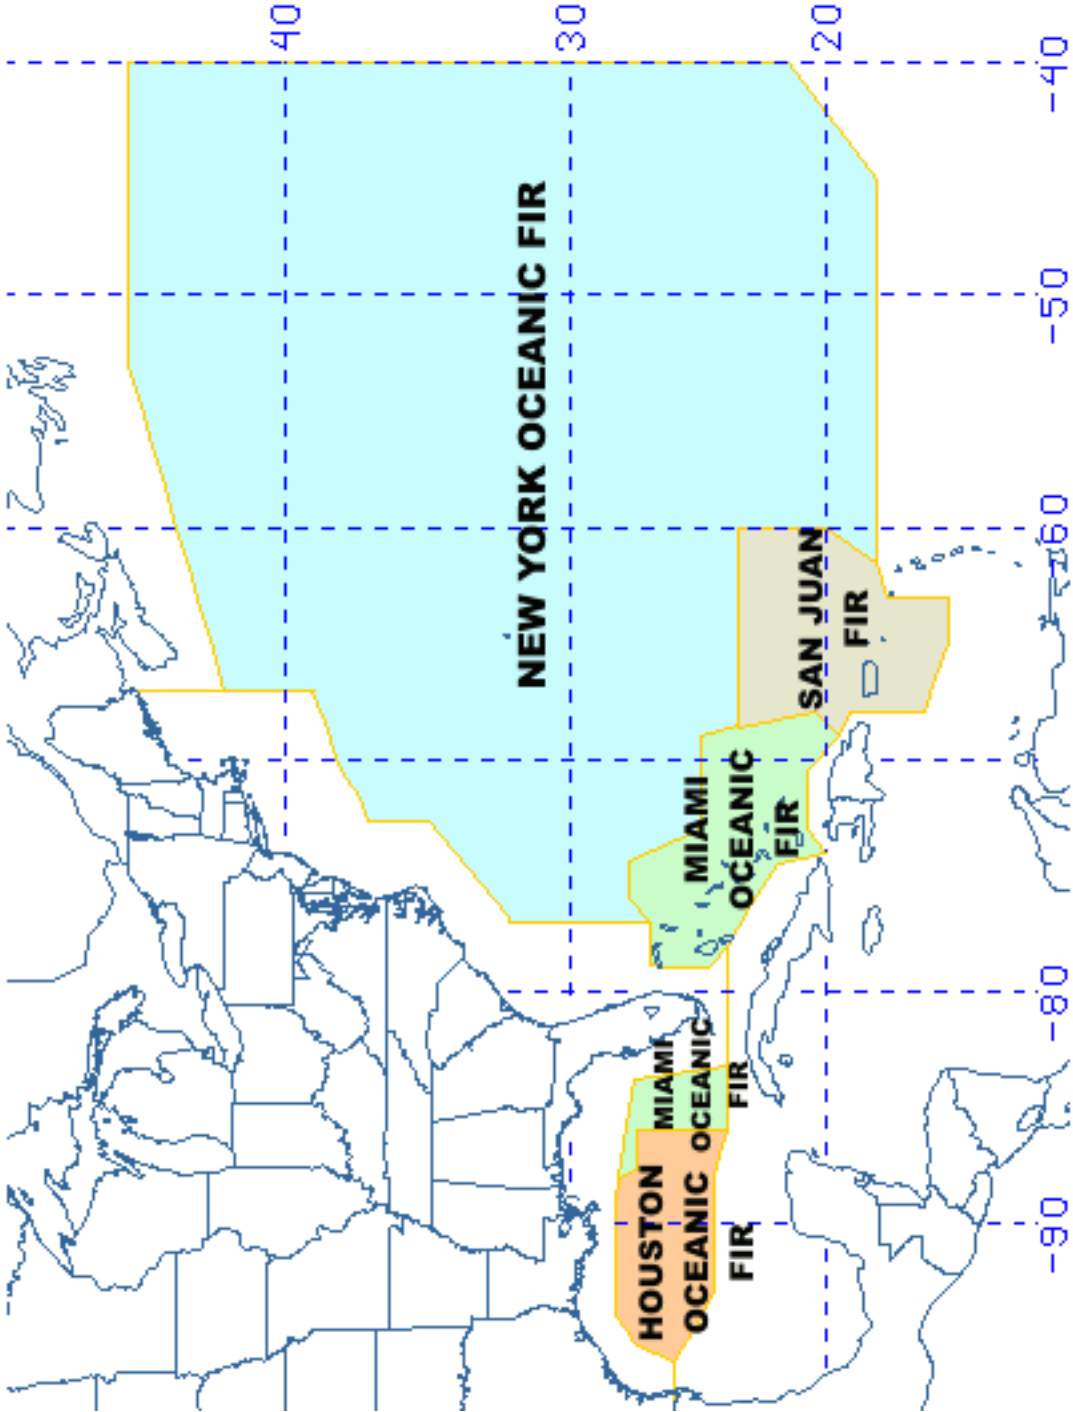 40
30
20
-40
-50
-60
-80
-90
NEW YORK OCEANIC FIR
SAN JUAN
FIR
MIAMI
OCEANIC
FIR
MIAMI
OCEANIC
FIR
HOUSTON
OCEANIC
FIR